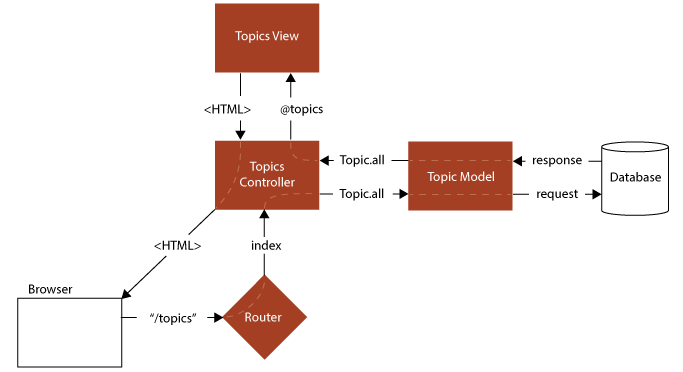 Topics View
<HTML>
@topics
Topics
Controller
Topic.all
Topic.all
Topic Model
response
request
Database
<HTML>
index
Browser
“/topics”
Router